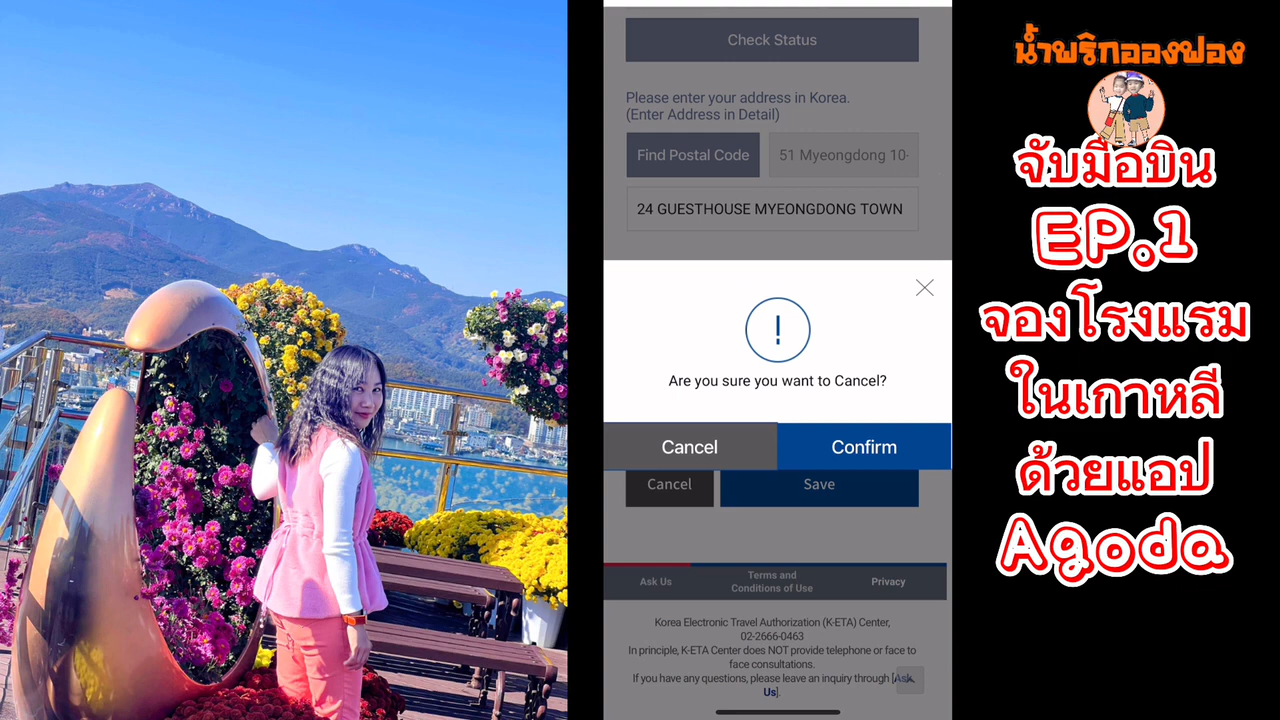 Check Status
Please enter your address in Korea.
(Enter Address in Detail)
Find Postal Code
51 Myeongdong 10-
24 GUESTHOUSE MYEONGDONG TOWN
Are you sure you want to Cancel?
Cancel
Confirm
Cancel
Save
Ask Us
Terms and
Conditions of Use
Privacy
Korea Electronic Travel Authorization (K-ETA) Center,
02-2666-0463
In principle, K-ETA Center does NOT provide telephone or face to
face consultations.
If you have any questions, please leave an inquiry through [Ask
Us].
น้ำพริกอองฟอง
จับมือบิน
EP.1
จองโรงแรม
ในเกาหลี
ด้วยแอป
Agoda